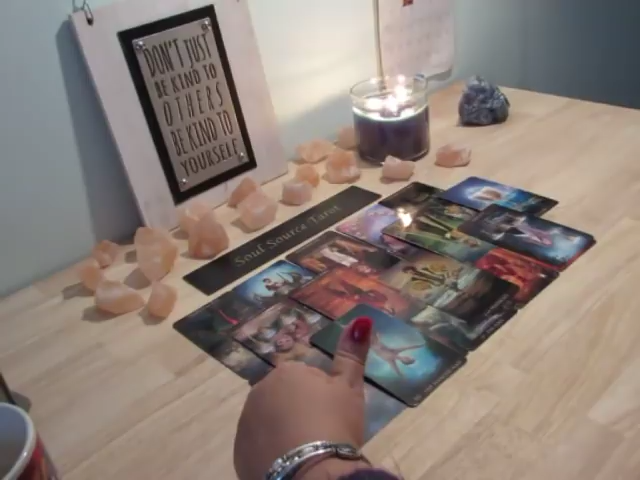 DON'T JUST
BE KIND TO
OTHERS
BE KIND TO
YOURSELF
Soul Source Tarot